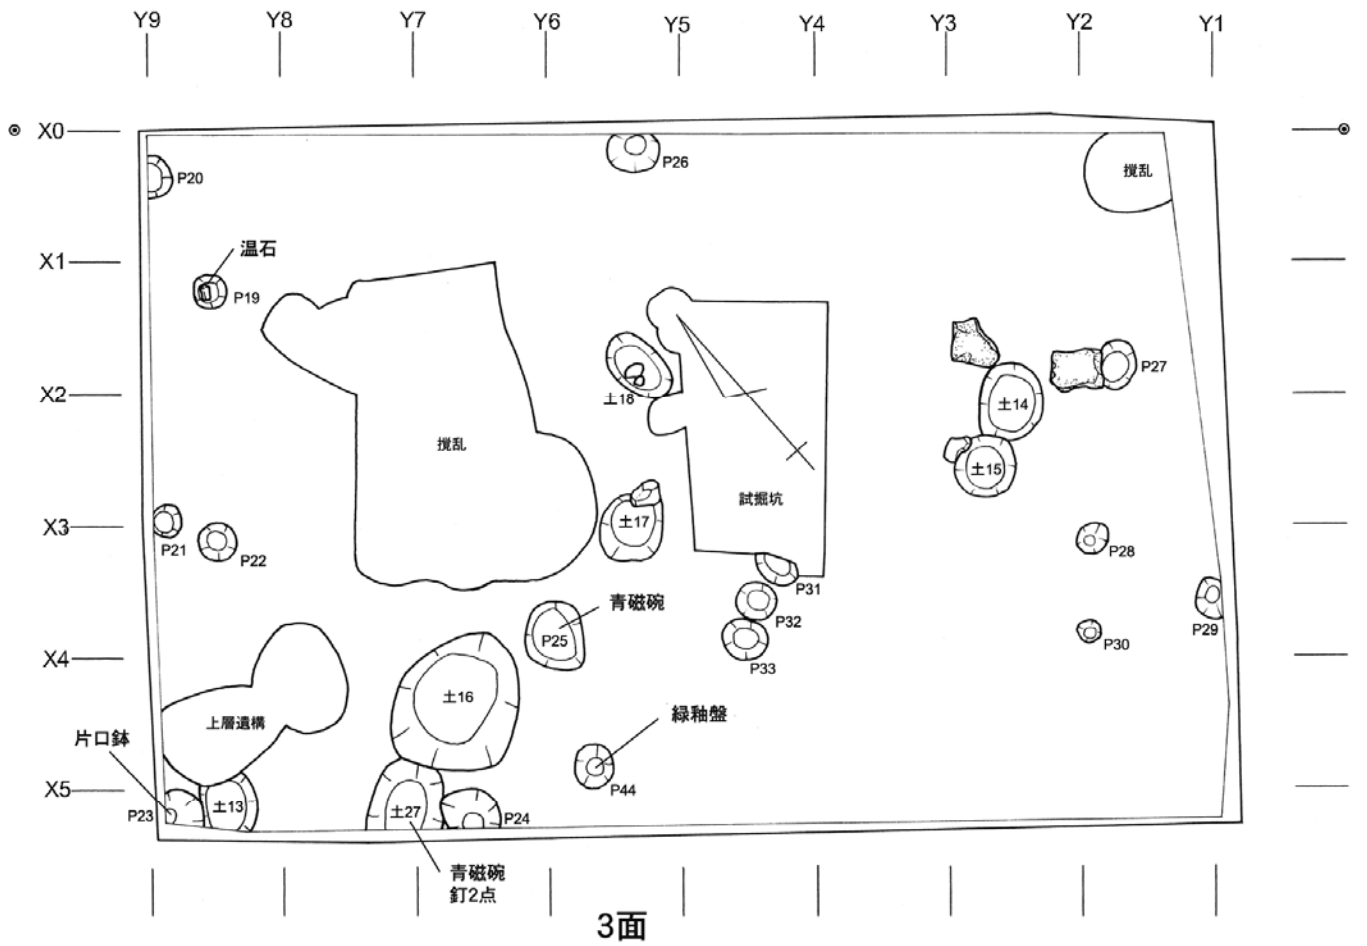 Y9 Y8 Y7 Y6 Y5 Y4 Y3 Y2 Y1
X0
P26
撹乱
P20
温石
X1
P19
P27
X2
土18
土14
撹乱
土15
試掘坑
X3
土17
P21
P22
P28
P31
青磁碗
P32
P29
P25
P30
X4
P33
土16
上層遺構
緑釉盤
片口鉢
X5
P44
P23
土13
土27
P24
青磁碗
釘2点
3面